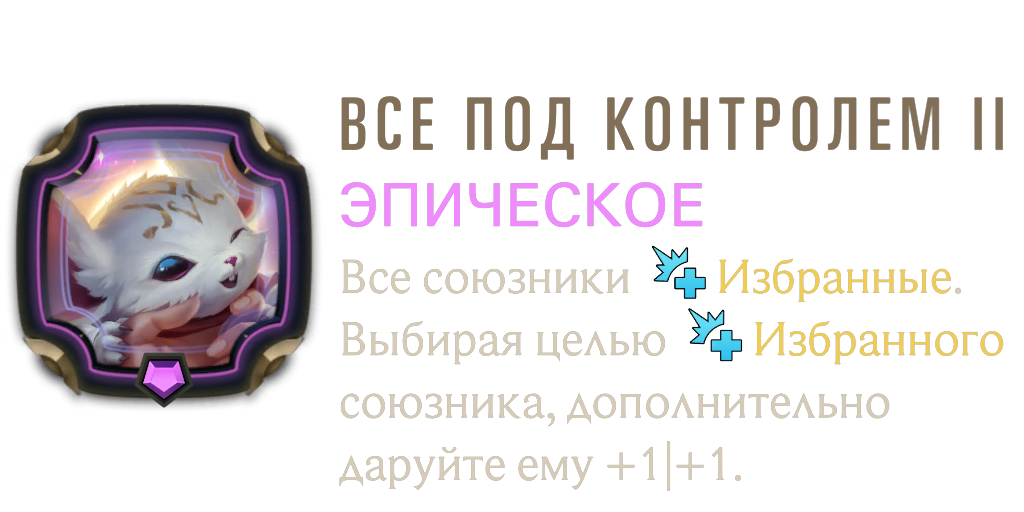 ВСЕ ПОД КОНТРОЛЕМ II
ЭПИЧЕСКОЕ
Все союзники Избранные.
Выбирая целью Избранного
союзника, дополнительно
даруйте ему +1|+1.